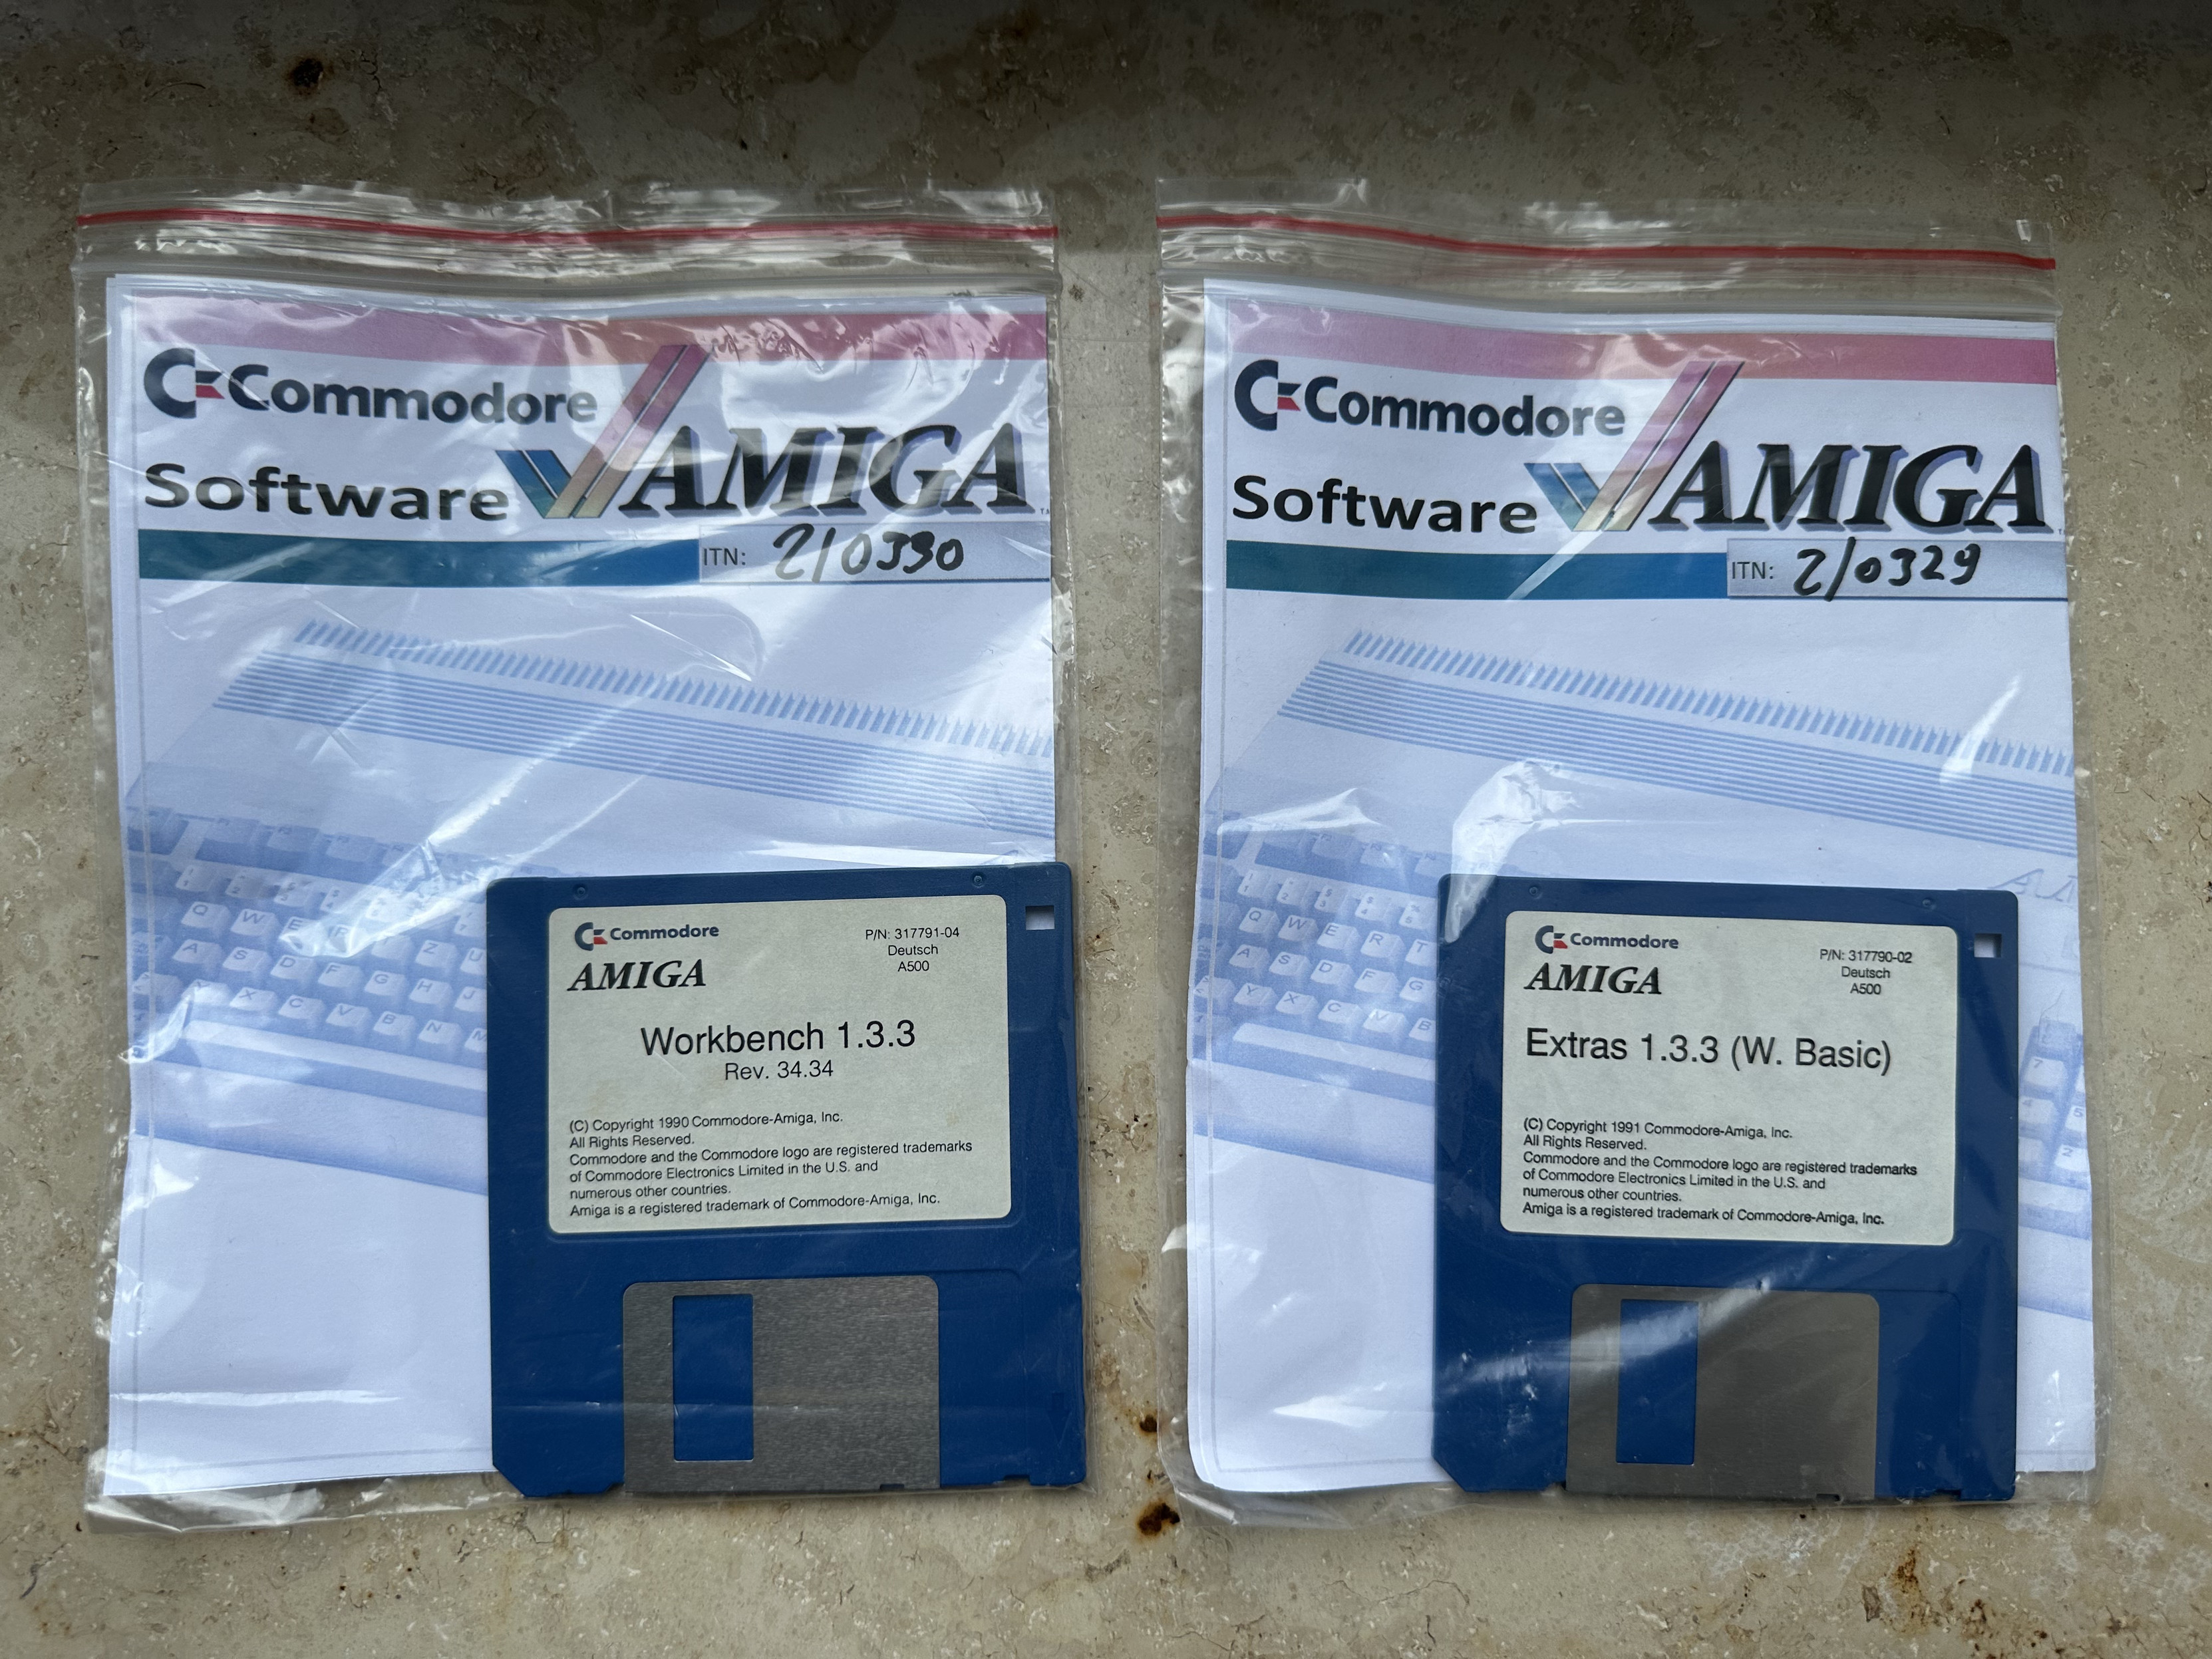 Commodore
Software AMIGA
ITN: 2/0330
Commodore
AMIGA
P/N: 317791-04
Deutsch
A500
Workbench 1.3.3
Rev. 34.34
(C) Copyright 1990 Commodore-Amiga, Inc.
All Rights Reserved.
Commodore and the Commodore logo are registered trademarks
of Commodore Electronics Limited in the U.S. and
numerous other countries.
Amiga is a registered trademark of Commodore-Amiga, Inc.
Commodore
Software AMIGA
ITN: 2/0329
Commodore
AMIGA
P/N: 317790-02
Deutsch
A500
Extras 1.3.3 (W. Basic)
(C) Copyright 1991 Commodore-Amiga, Inc.
All Rights Reserved.
Commodore and the Commodore logo are registered trademarks
of Commodore Electronics Limited in the U.S. and
numerous other countries.
Amiga is a registered trademark of Commodore-Amiga, Inc.